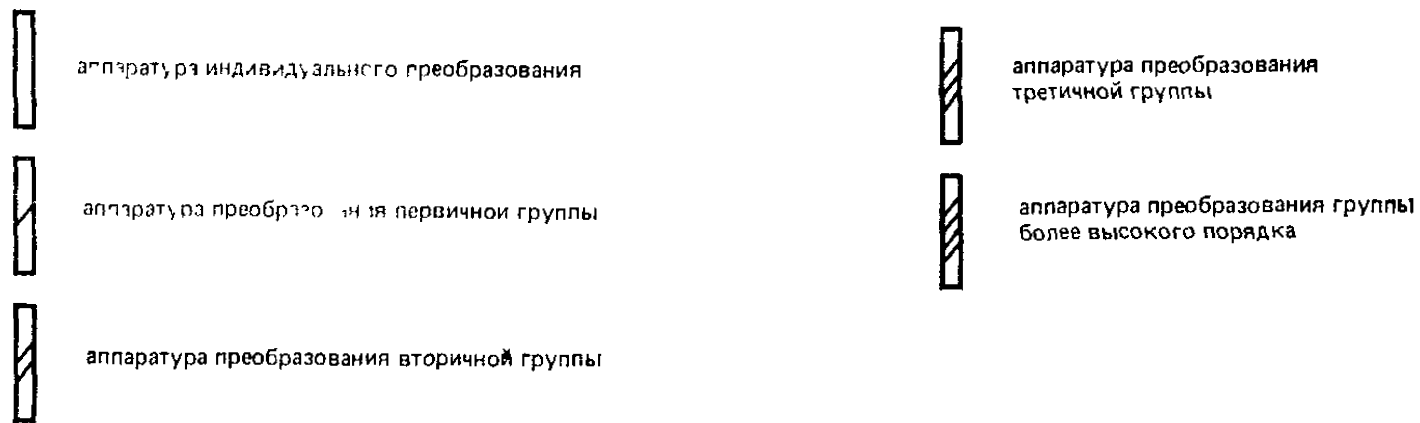 аппаратура индивидуального преобразования
аппаратура преобразования первичной группы
аппаратура преобразования вторичной группы
аппаратура преобразования
третичной группы
аппаратура преобразования группы
более высокого порядка